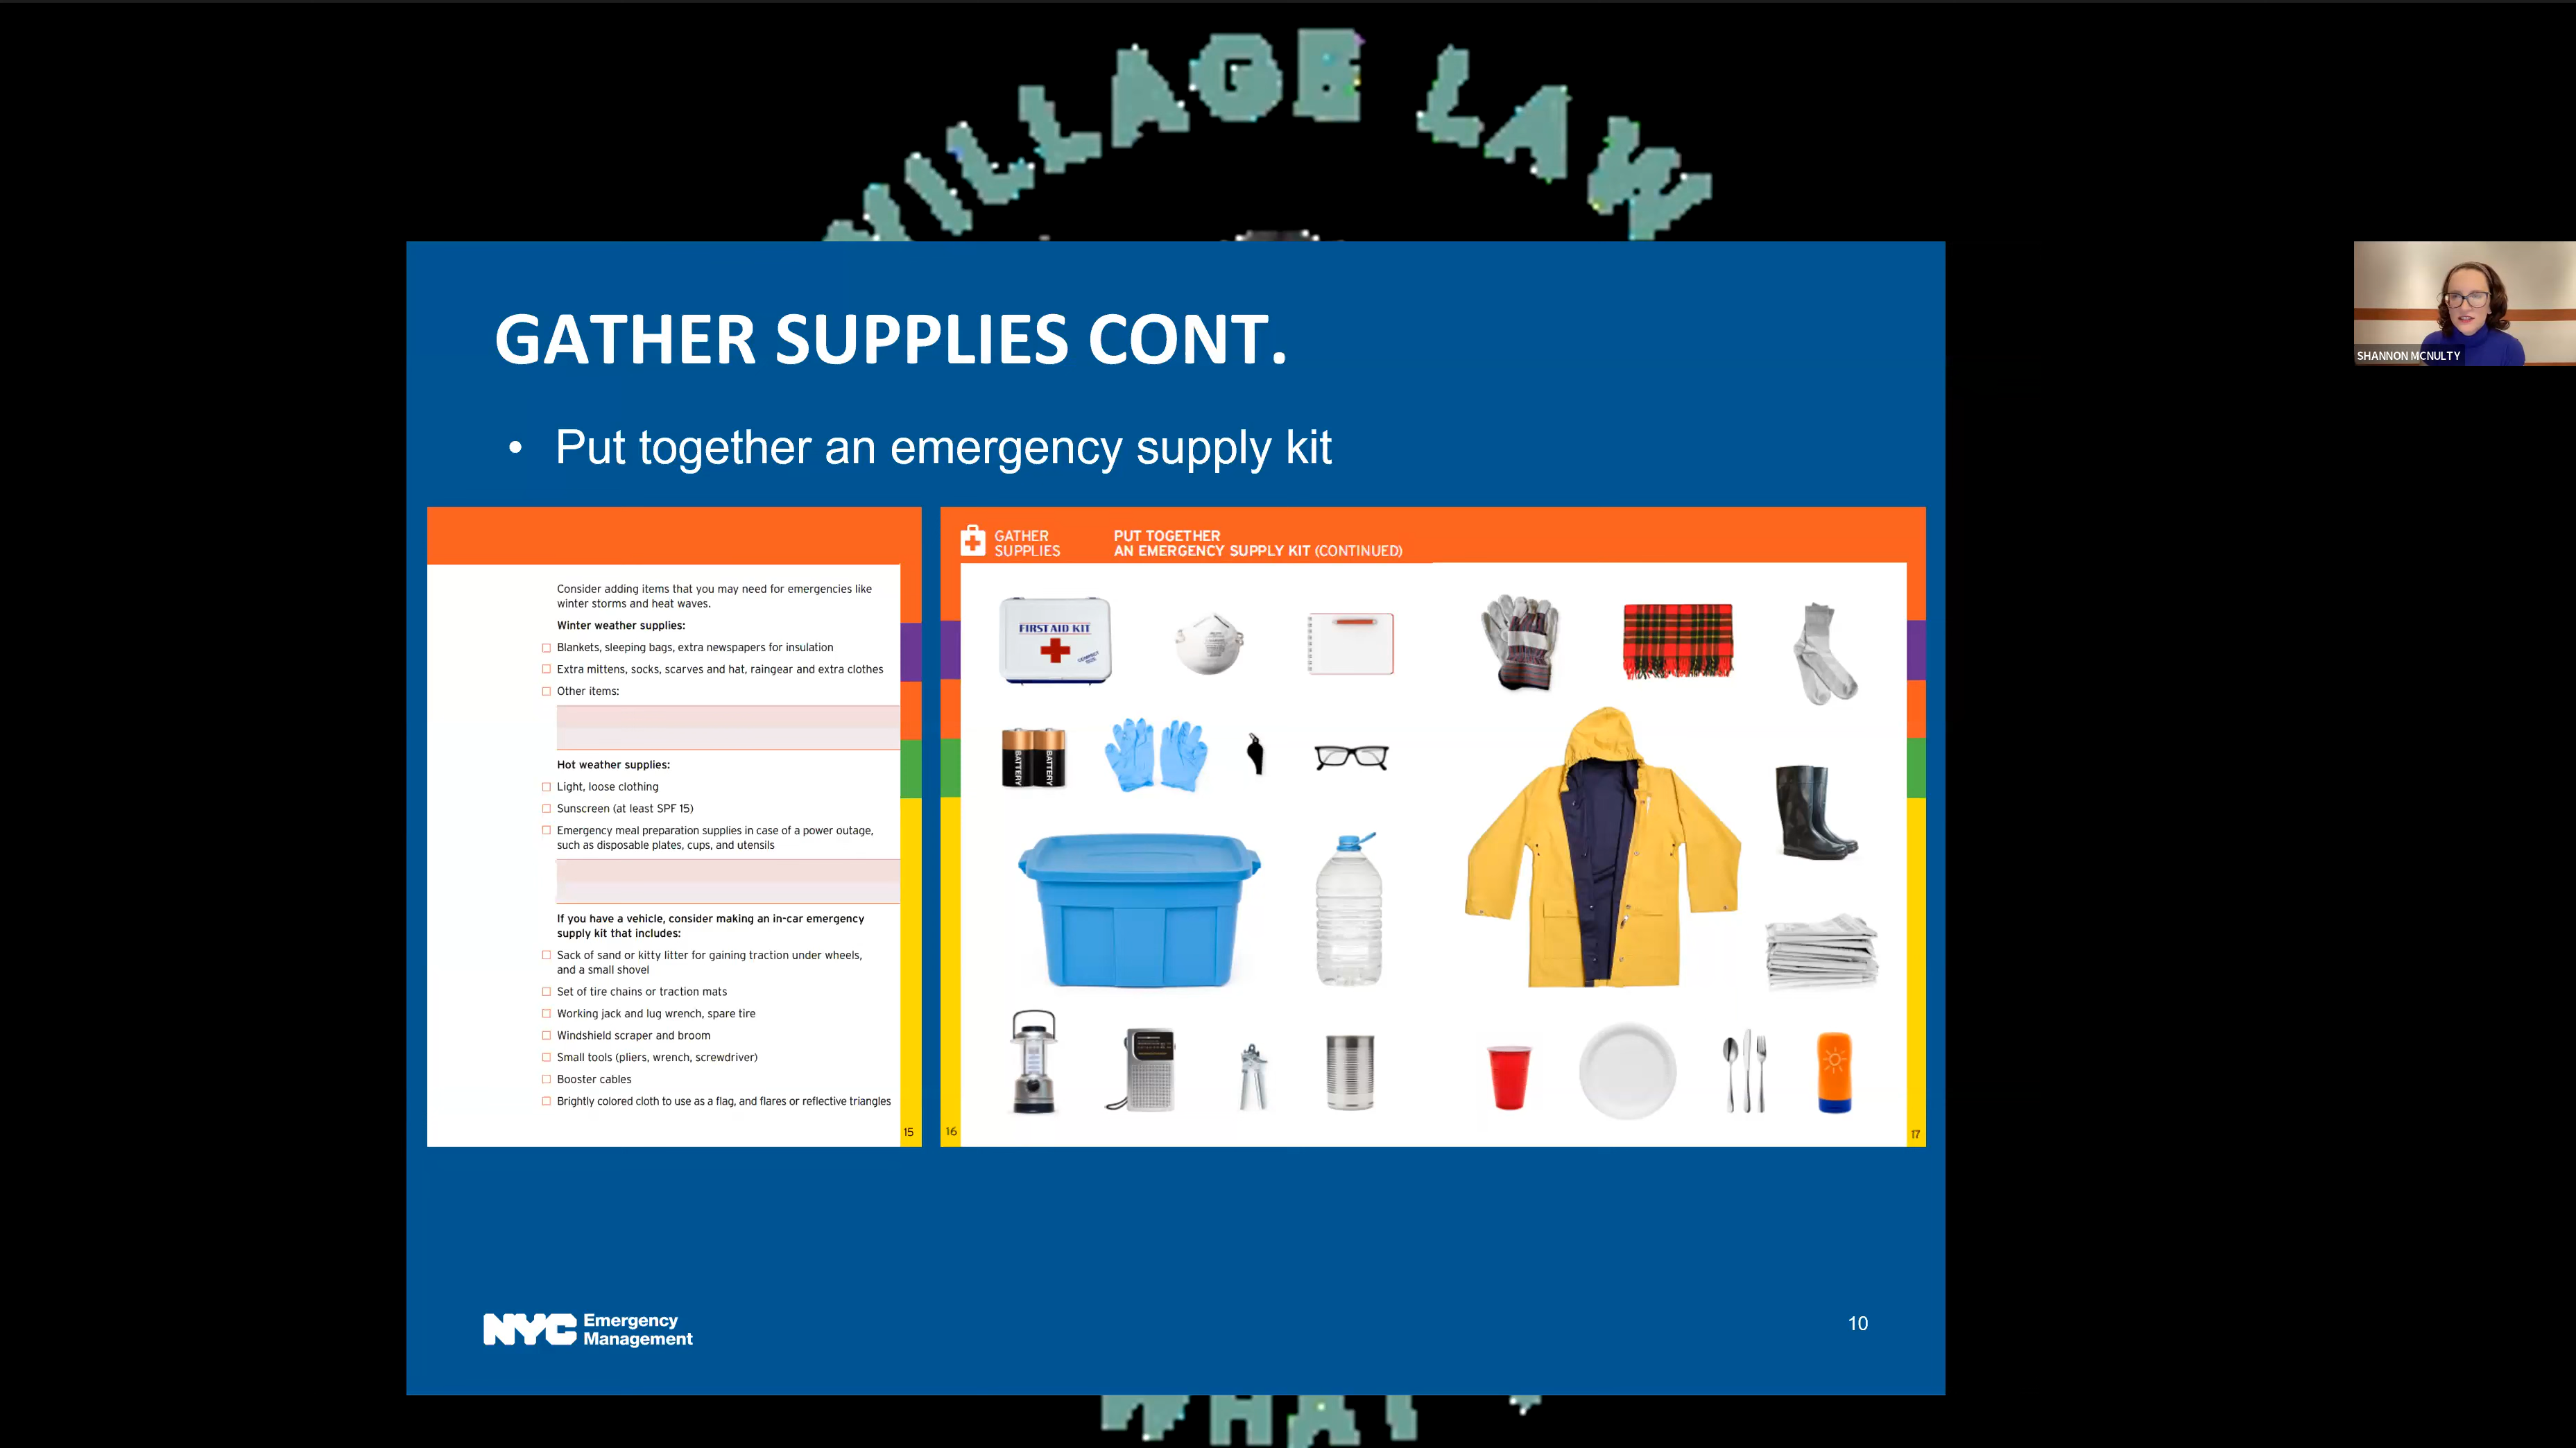 VILLAGE LAW
GATHER SUPPLIES CONT.
• Put together an emergency supply kit
Consider adding items that you may need for emergencies like
winter storms and heat waves.
Winter weather supplies:
Blankets, sleeping bags, extra newspapers for insulation
Extra mittens, socks, scarves and hat, raingear and extra clothes
Other items:
Hot weather supplies:
Light, loose clothing
Sunscreen (at least SPF 15)
Emergency meal preparation supplies in case of a power outage,
such as disposable plates, cups, and utensils
If you have a vehicle, consider making an in-car emergency
supply kit that includes:
Sack of sand or kitty litter for gaining traction under wheels,
and a small shovel
Set of tire chains or traction mats
Working jack and lug wrench, spare tire
Windshield scraper and broom
Small tools (pliers, wrench, screwdriver)
Booster cables
Brightly colored cloth to use as a flag, and flares or reflective triangles
15
GATHER
SUPPLIES
PUT TOGETHER
AN EMERGENCY SUPPLY KIT (CONTINUED)
FIRST AID KIT
BATTERY
BATTERY
16
17
NYC Emergency
Management
10
SHANNON MCNULTY
WHAT